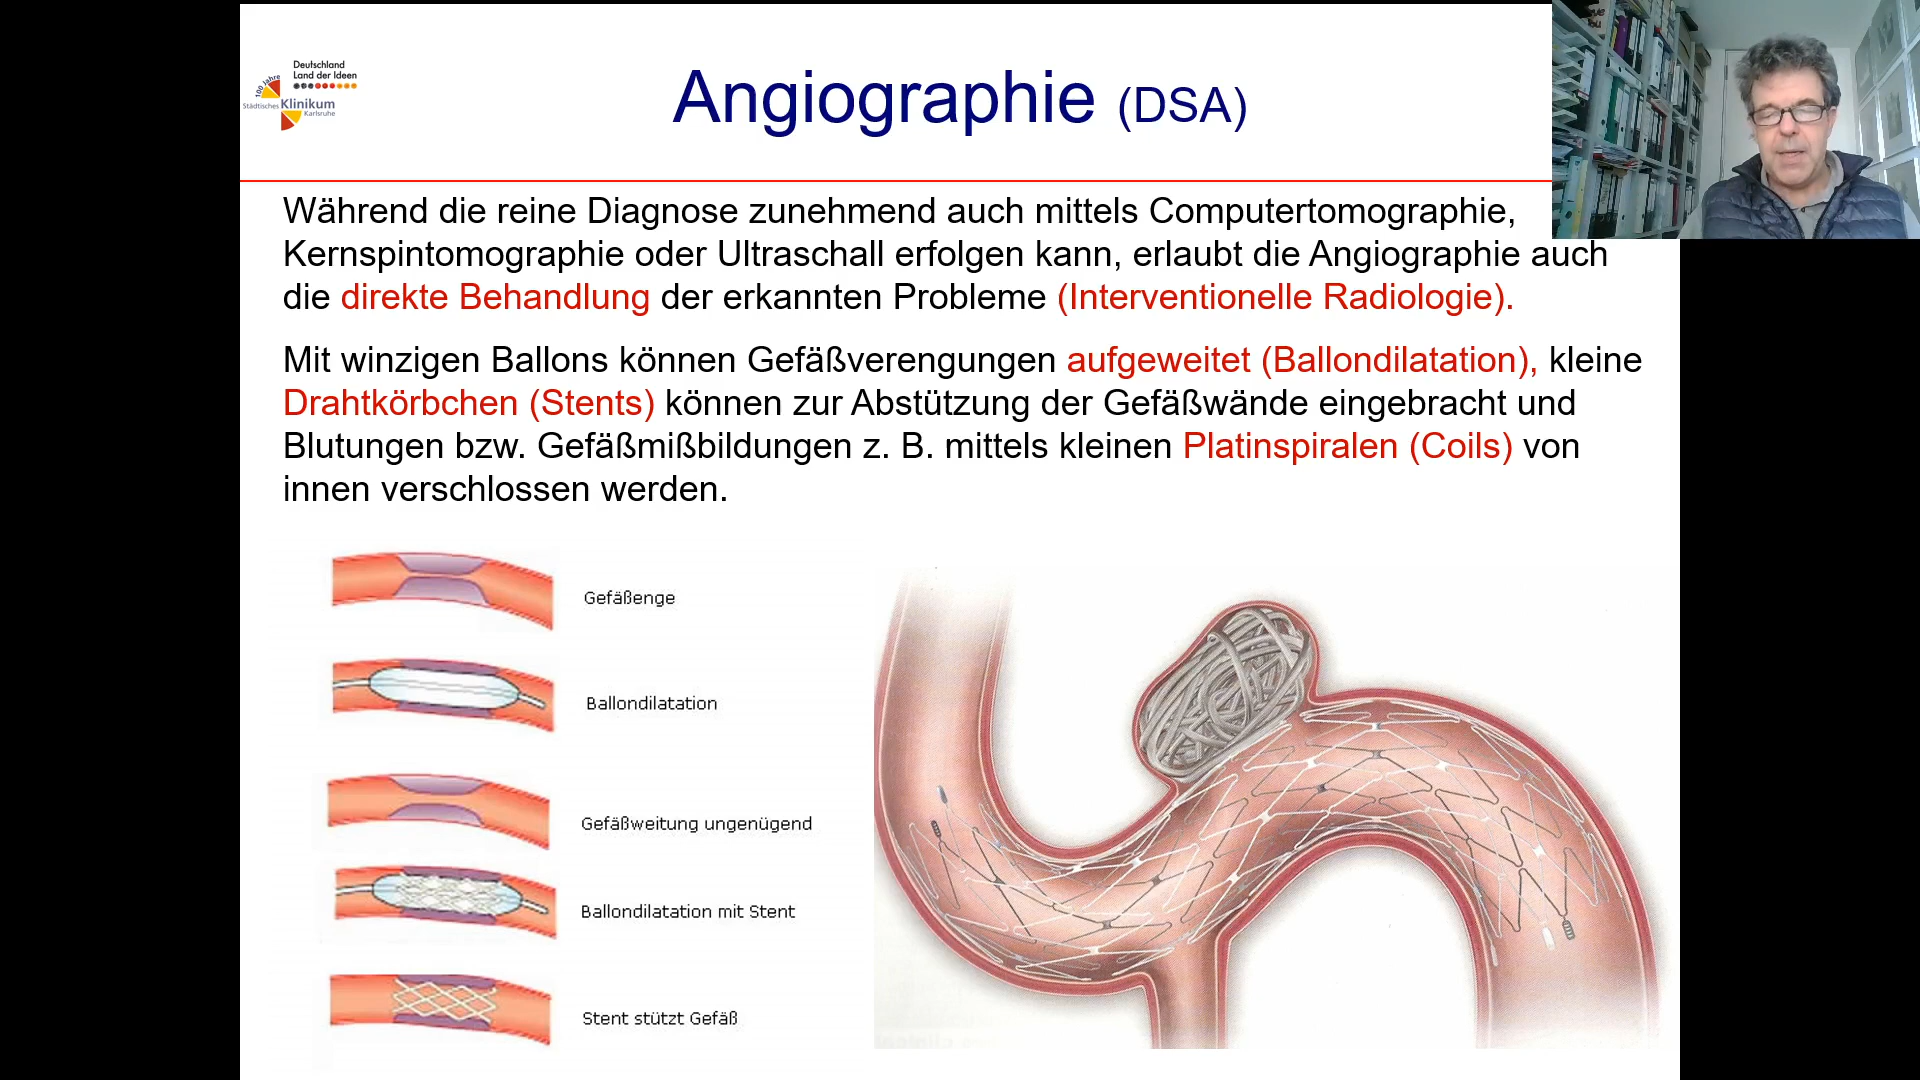 Deutschland
Land der Ideen
100 Jahre
Städtisches Klinikum
Karlsruhe
Angiographie (DSA)
Während die reine Diagnose zunehmend auch mittels Computertomographie,
Kernspintomographie oder Ultraschall erfolgen kann, erlaubt die Angiographie auch
die direkte Behandlung der erkannten Probleme (Interventionelle Radiologie).
Mit winzigen Ballons können Gefäßverengungen aufgeweitet (Ballondilatation), kleine
Drahtkörbchen (Stents) können zur Abstützung der Gefäßwände eingebracht und
Blutungen bzw. Gefäßmißbildungen z. B. mittels kleinen Platinspiralen (Coils) von
innen verschlossen werden.
Gefäßenge
Ballondilatation
Gefäßweitung ungenügend
Ballondilatation mit Stent
Stent stützt Gefäß